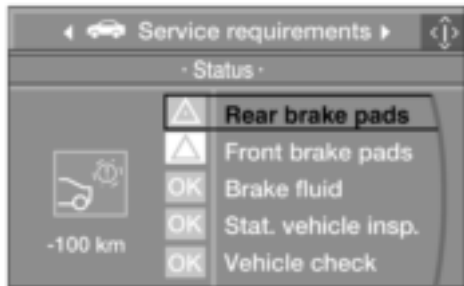 Service requirements
· Status ·
Rear brake pads
Front brake pads
OK Brake fluid
OK Stat. vehicle insp.
-100 km
OK Vehicle check